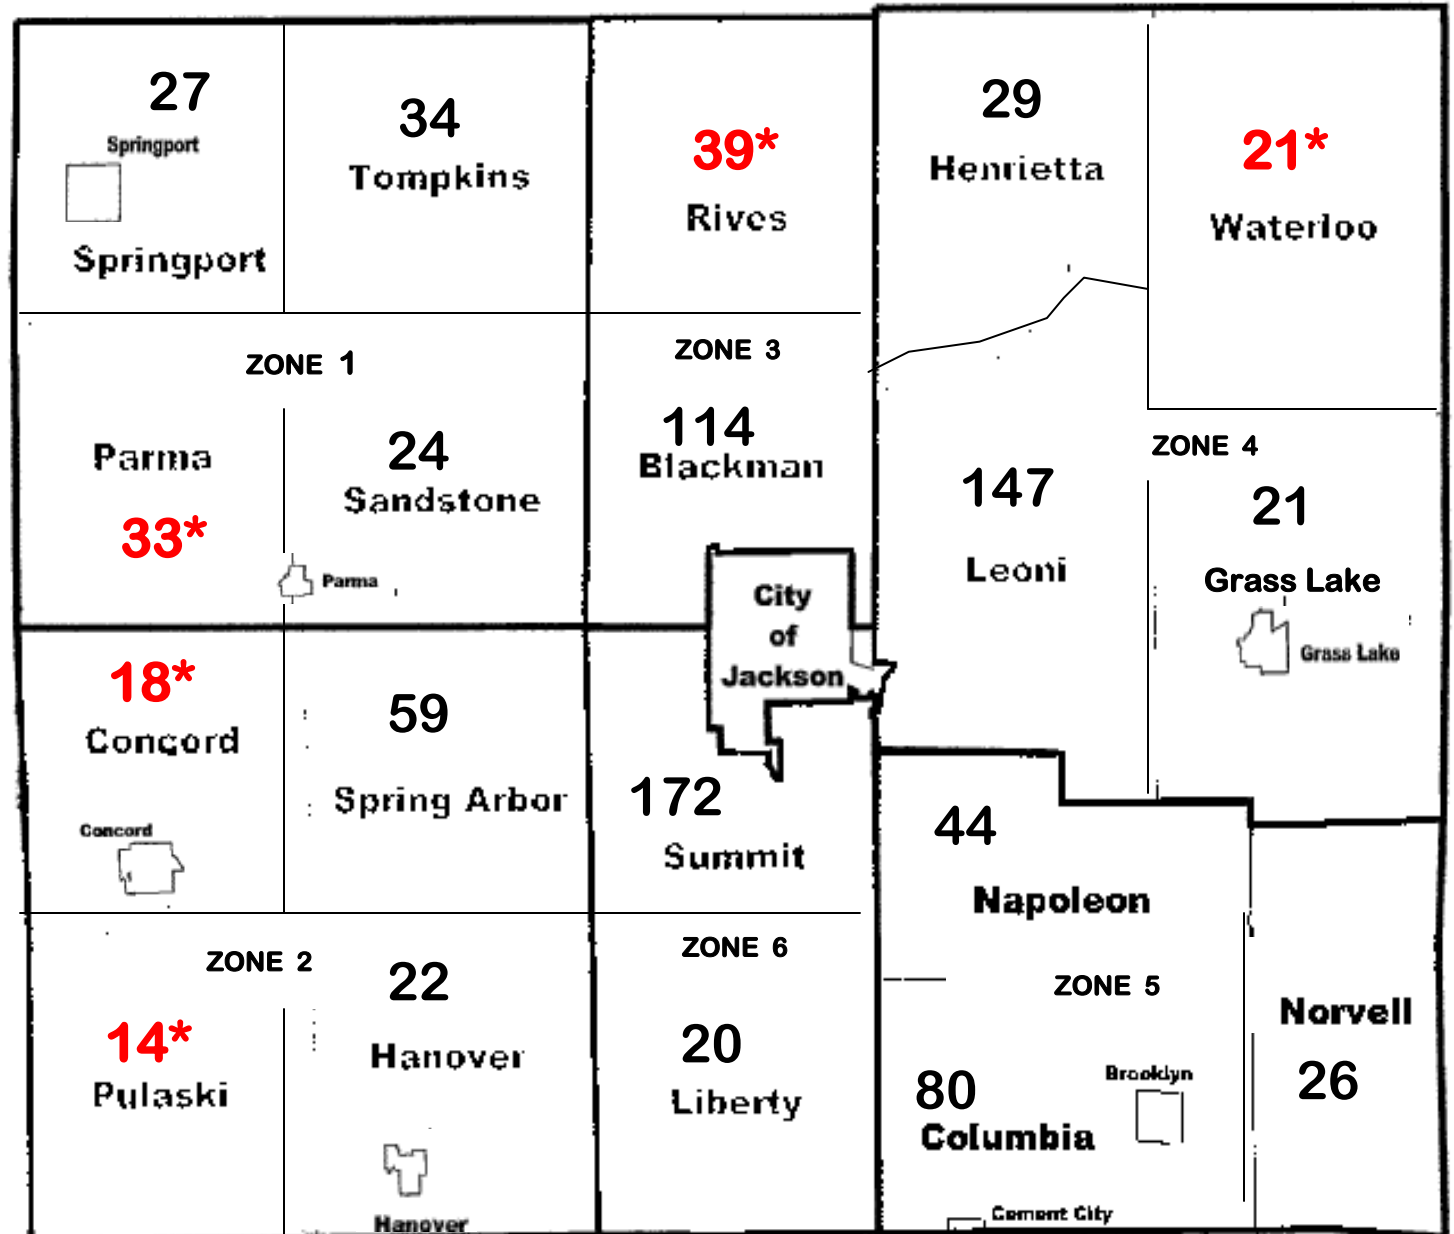 27
Springport
Springport
34
Tompkins
39*
Rives
29
Henrietta
21*
Waterloo
ZONE 1
Parma
33*
24
Sandstone
Parma
ZONE 3
114
Blackman
City
of
Jackson
147
Leoni
ZONE 4
21
Grass Lake
Grass Lake
18*
Concord
Concord
59
Spring Arbor
172
Summit
44
Napoleon
ZONE 2
14*
Pulaski
22
Hanover
Hanover
ZONE 6
20
Liberty
ZONE 5
80
Columbia
Brooklyn
Cement City
Norvell
26